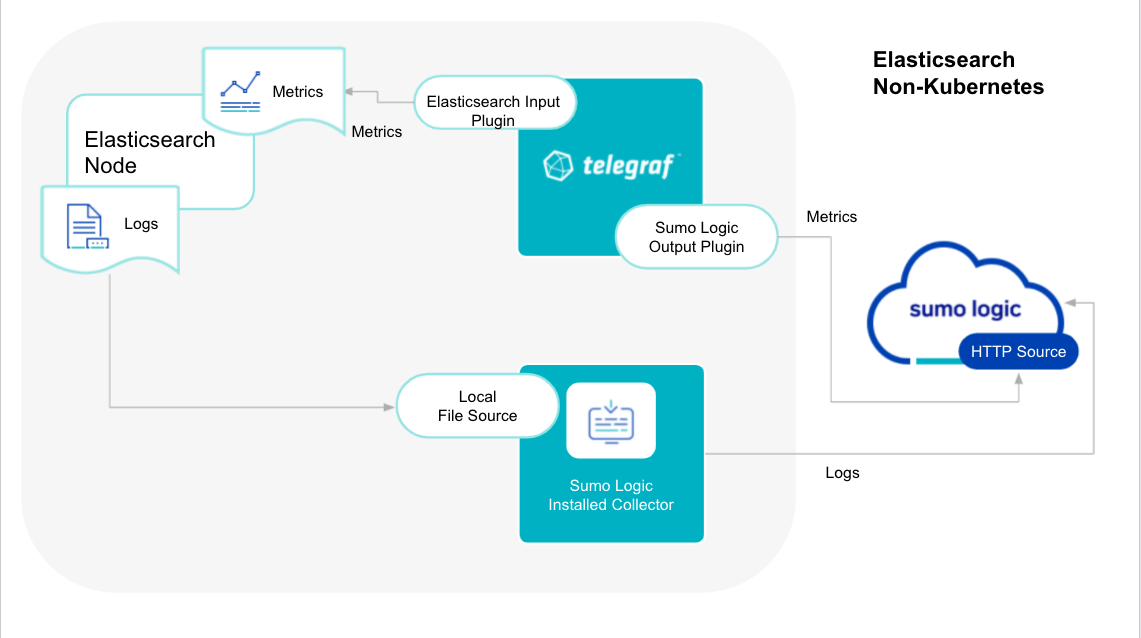 Elasticsearch
Non-Kubernetes
Metrics
Elasticsearch Input
Plugin
Metrics
Elasticsearch
Node
telegraf™
Logs
Sumo Logic
Output Plugin
Metrics
sumo logic
HTTP Source
Local
File Source
Sumo Logic
Installed Collector
Logs